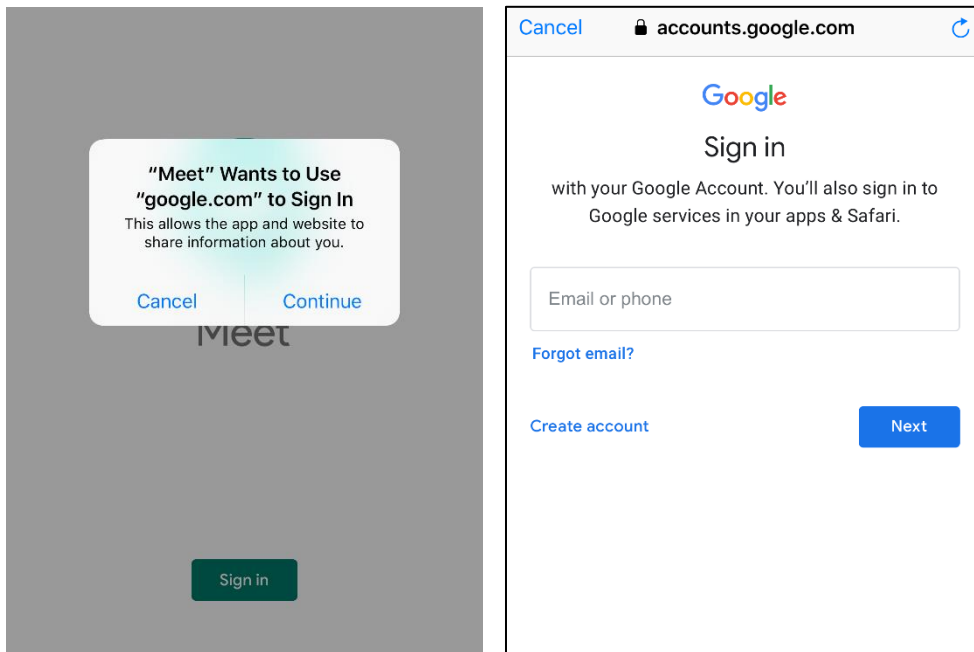 “Meet” Wants to Use
“google.com” to Sign In
This allows the app and website to
share information about you.
Cancel Continue
Meet
Sign in
Cancel accounts.google.com
Google
Sign in
with your Google Account. You’ll also sign in to
Google services in your apps & Safari.
Email or phone
Forgot email?
Create account Next